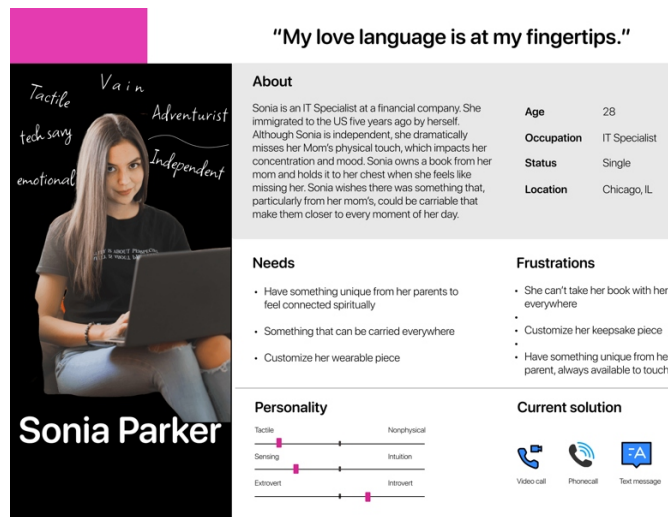 “My love language is at my fingertips.”
Tactile
Vain
Adventurist
tech savy
Independent
emotional
Sonia Parker
About
Sonia is an IT Specialist at a financial company. She
immigrated to the US five years ago by herself.
Although Sonia is independent, she dramatically
misses her Mom's physical touch, which impacts her
concentration and mood. Sonia owns a book from her
mom and holds it to her chest when she feels like
missing her. Sonia wishes there was something that,
particularly from her mom's, could be carriable that
make them closer to every moment of her day.
Age 28
Occupation IT Specialist
Status Single
Location Chicago, IL
Needs
• Have something unique from her parents to
feel connected spiritually
• Something that can be carried everywhere
• Customize her wearable piece
Frustrations
• She can't take her book with her
everywhere
•
• Customize her keepsake piece
•
• Have something unique from he
parent, always available to touch
Personality
Tactile Nonphysical
Sensing Intuition
Extrovert Introvert
Current solution
A
Video call
Phonecall
Text message